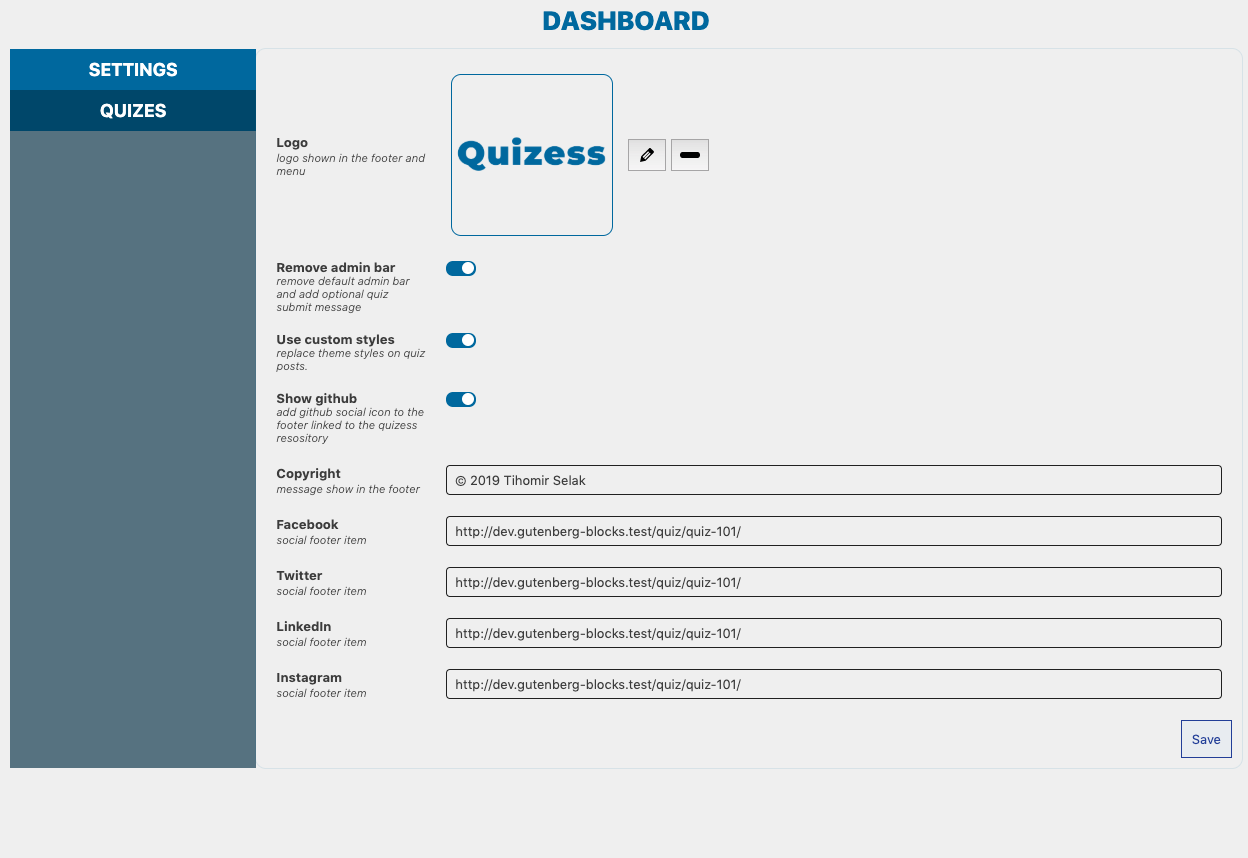 DASHBOARD
SETTINGS
QUIZES
Logo
logo shown in the footer and
menu
Quizess
Remove admin bar
remove default admin bar
and add optional quiz
submit message
Use custom styles
replace theme styles on quiz
posts.
Show github
add github social icon to the
footer linked to the quizess
resository
Copyright
message show in the footer
© 2019 Tihomir Selak
Facebook
social footer item
http://dev.gutenberg-blocks.test/quiz/quiz-101/
Twitter
social footer item
http://dev.gutenberg-blocks.test/quiz/quiz-101/
LinkedIn
social footer item
http://dev.gutenberg-blocks.test/quiz/quiz-101/
Instagram
social footer item
http://dev.gutenberg-blocks.test/quiz/quiz-101/
Save